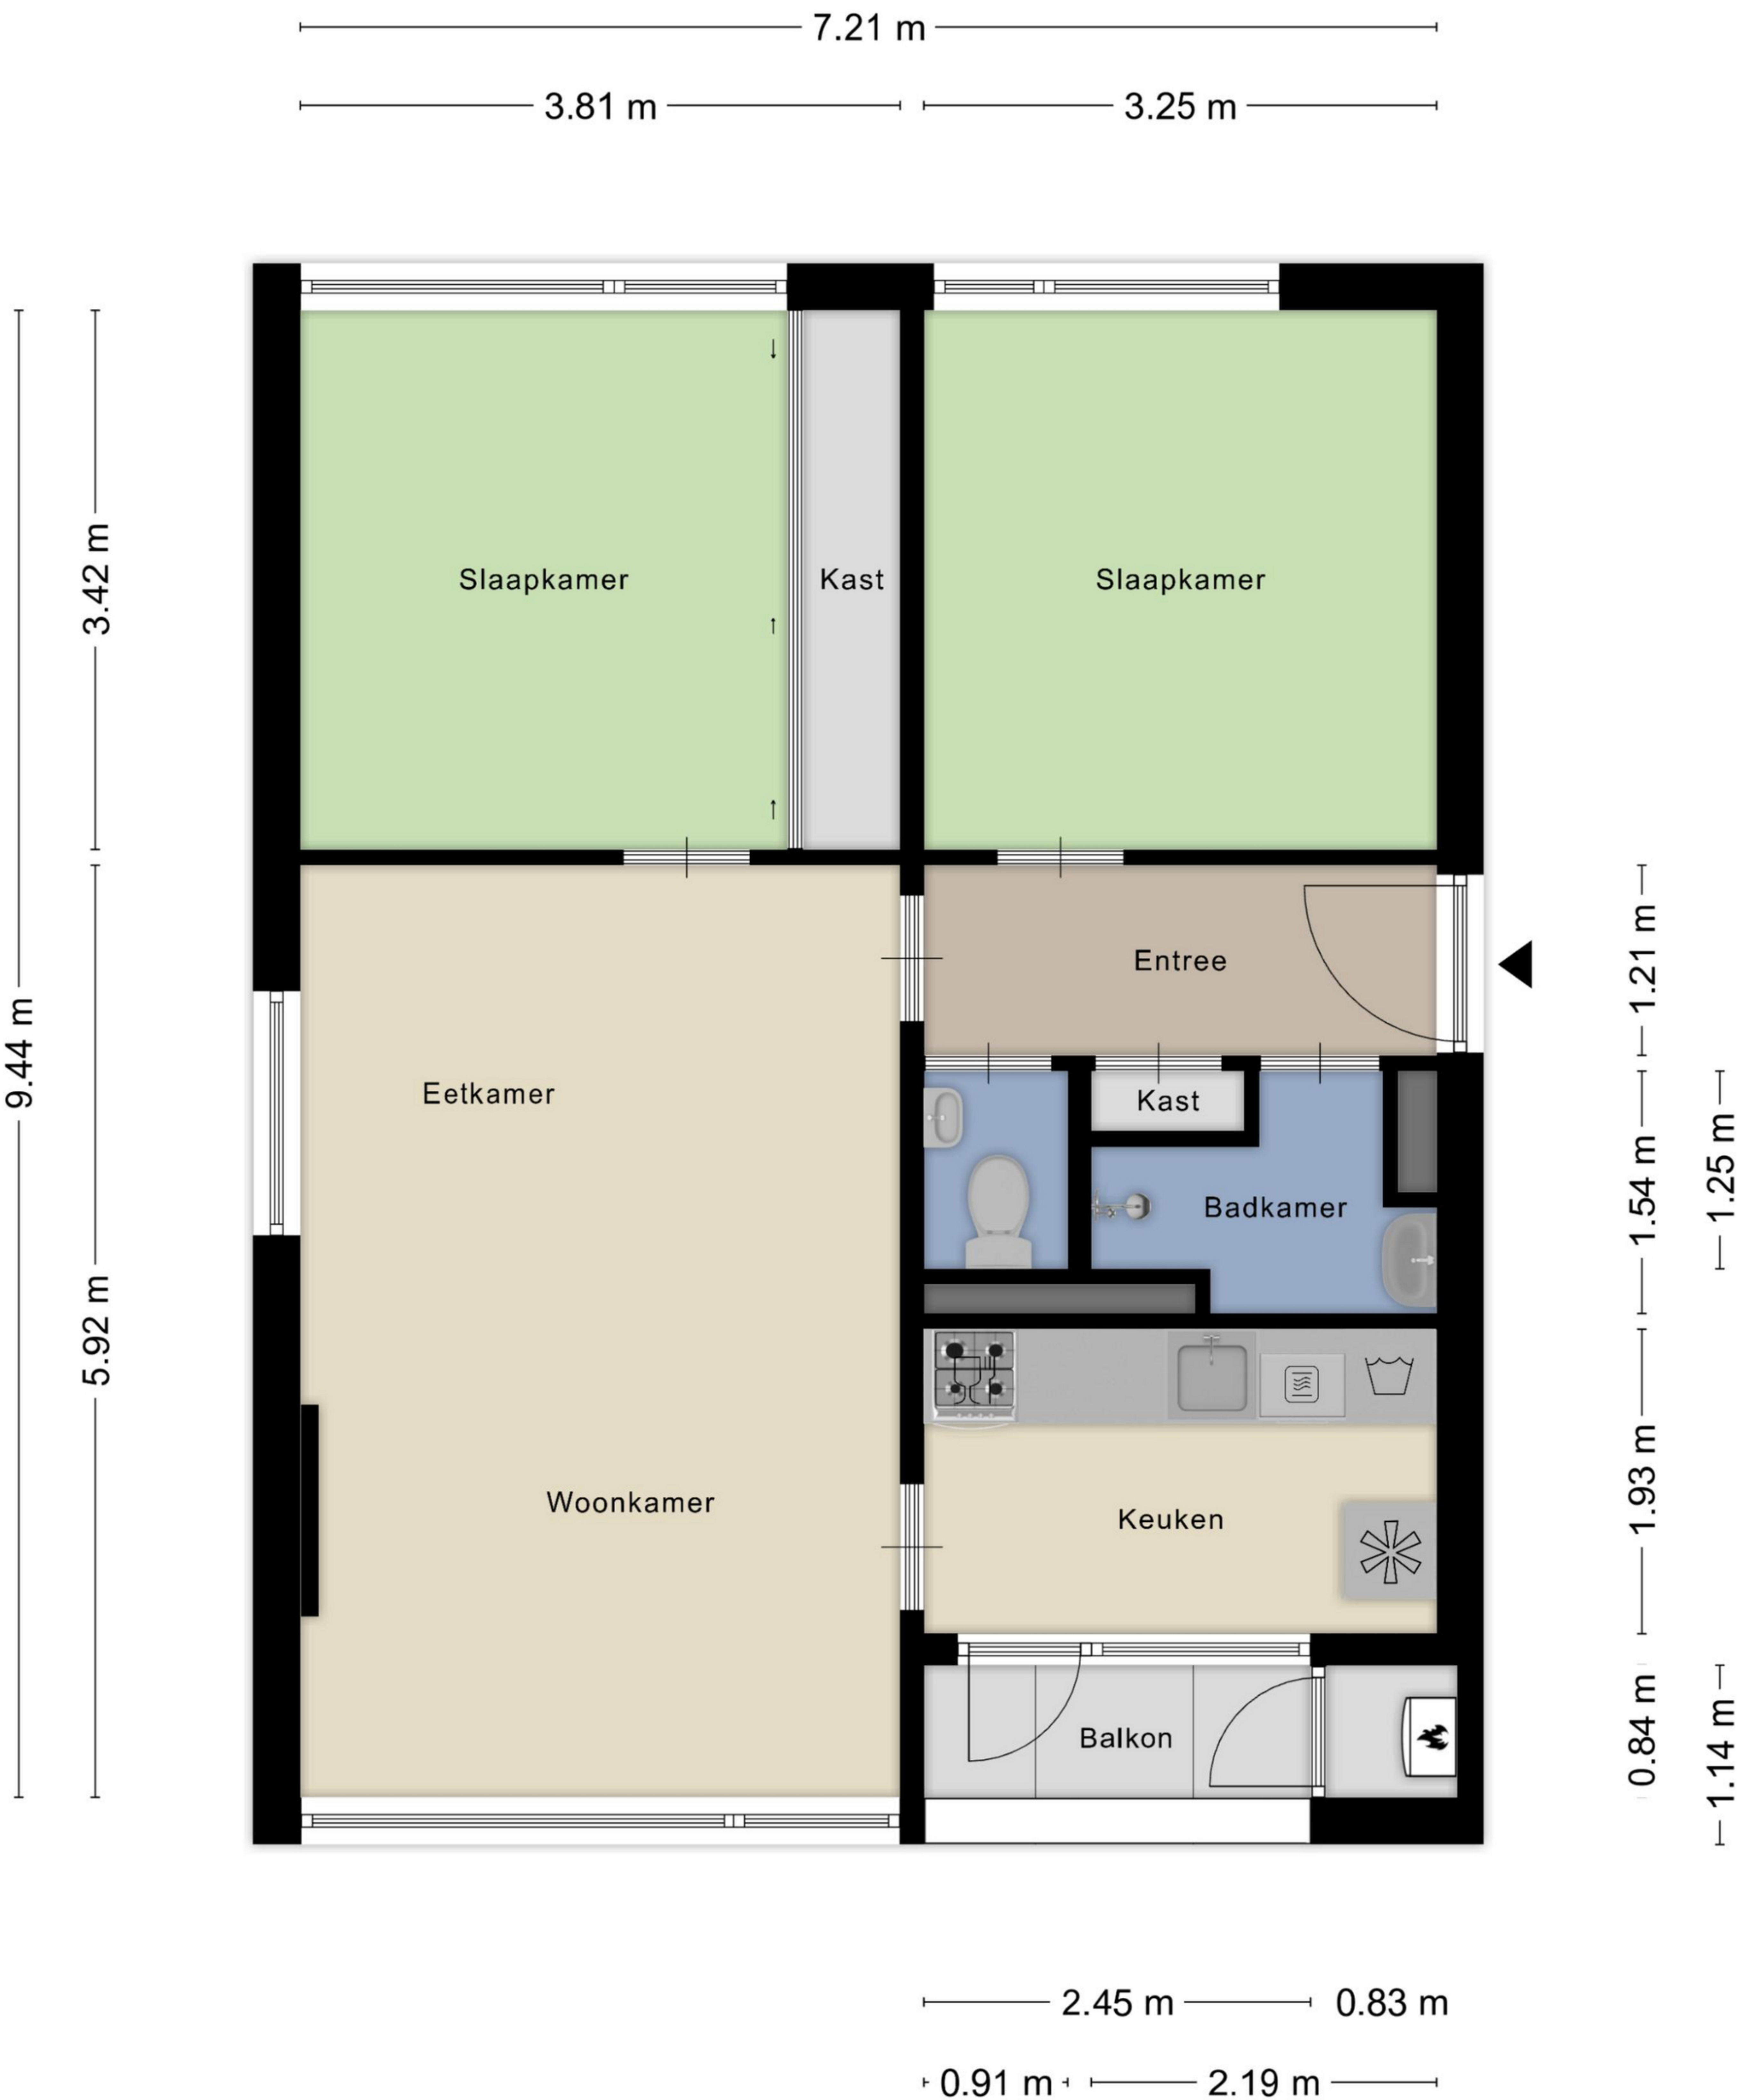 7.21 m
3.81 m
3.25 m
3.42 m
9.44 m
5.92 m
Slaapkamer
Kast
Slaapkamer
Entree
Eetkamer
Kast
Badkamer
Woonkamer
Keuken
Balkon
1.21 m
1.54 m
1.25 m
1.93 m
0.84 m
1.14 m
2.45 m
0.83 m
0.91 m
2.19 m